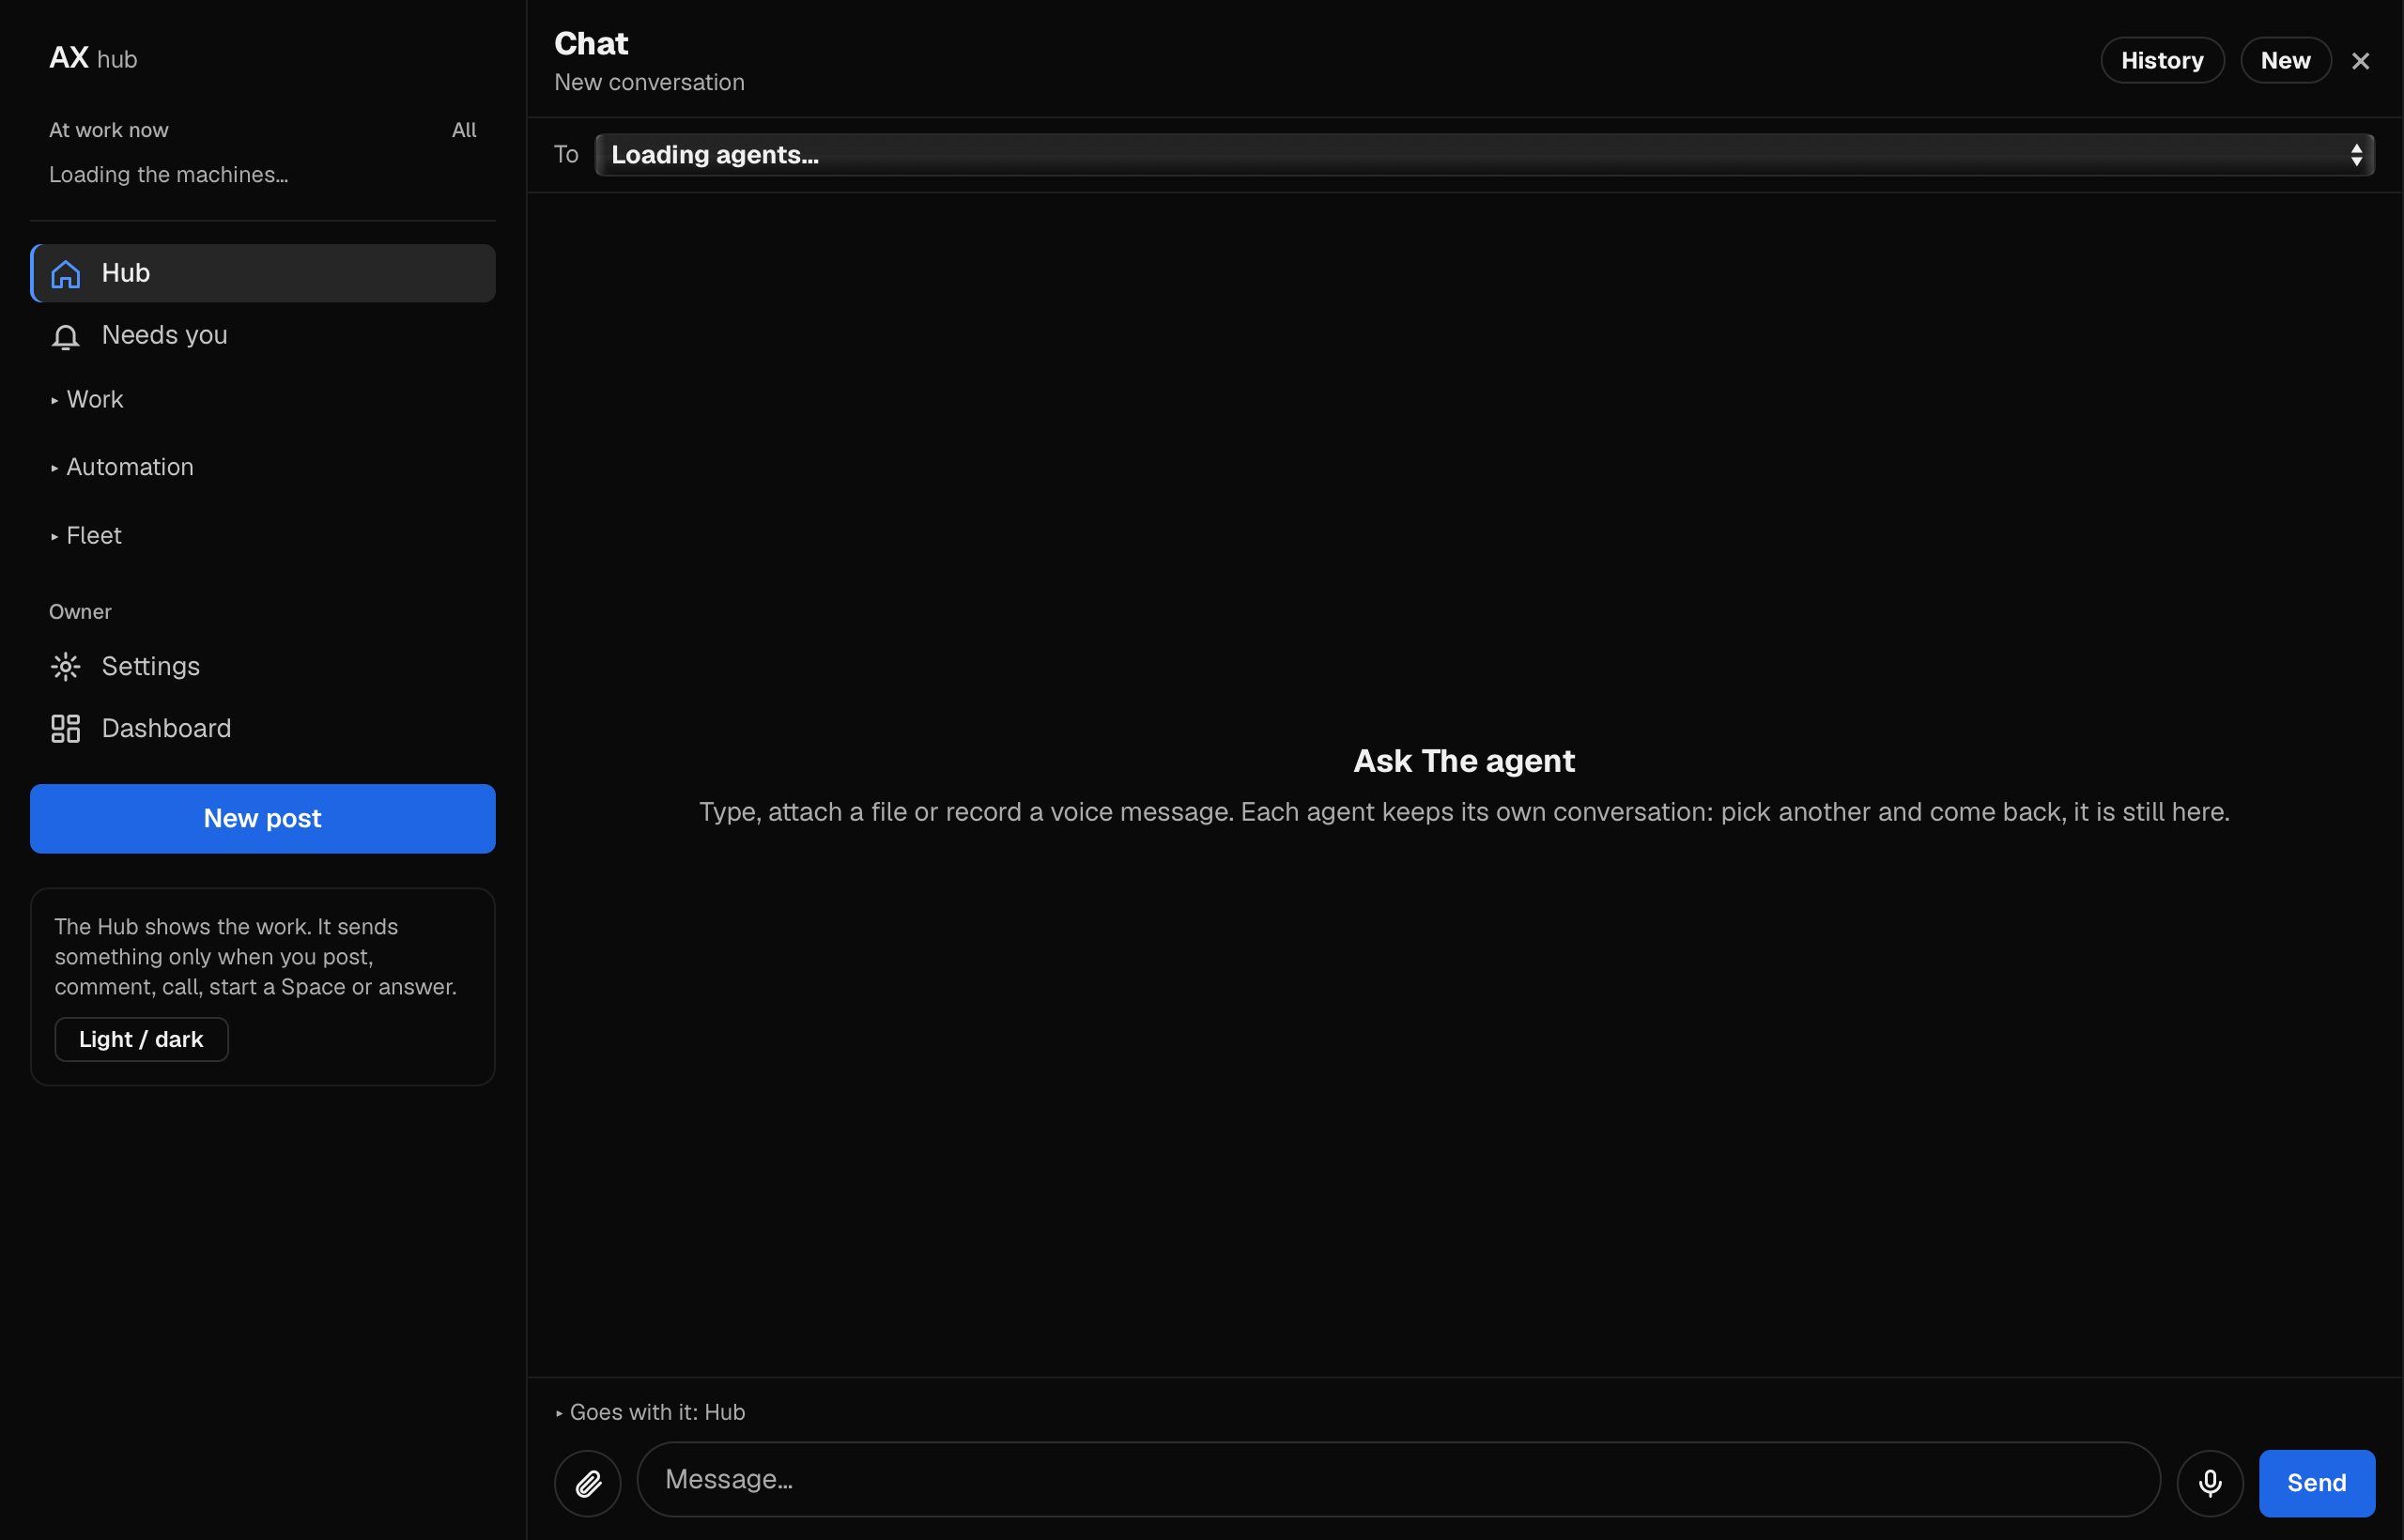 AX hub
At work now
All
Loading the machines...
Hub
Needs you
Work
Automation
Fleet
Owner
Settings
Dashboard
New post
The Hub shows the work. It sends
something only when you post,
comment, call, start a Space or answer.
Light / dark
Chat
New conversation
History
New
To
Loading agents...
Ask The agent
Type, attach a file or record a voice message. Each agent keeps its own conversation: pick another and come back, it is still here.
Goes with it: Hub
Message...
Send